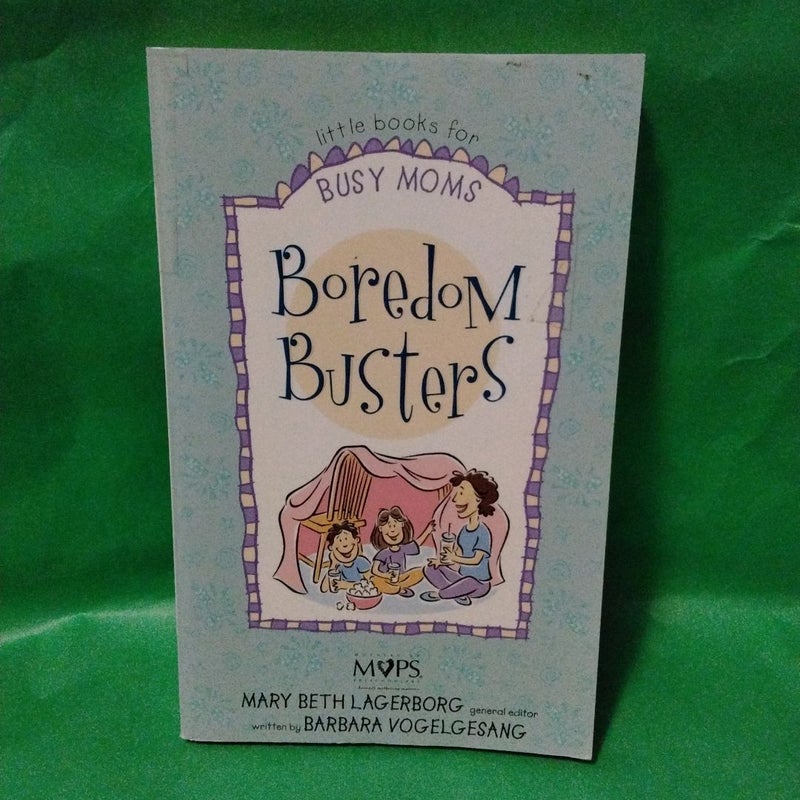 little books for
BUSY MOMS
Boredom
Busters
MOPS
MARY BETH LAGERBORG general editor
written by BARBARA VOGELGESANG